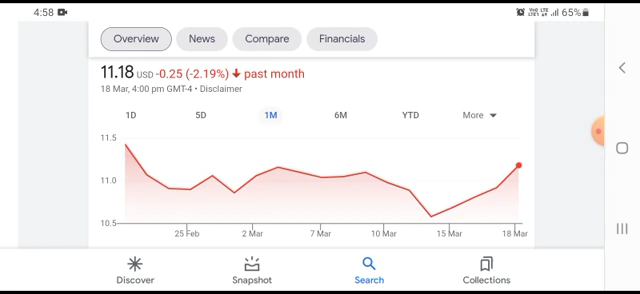 4:58 65%
Overview News Compare Financials
11.18 USD -0.25 (-2.19%) past month
18 Mar, 4:00 pm GMT-4 • Disclaimer
1D 5D 1M 6M YTD More
11.5
11.0
10.5
25 Feb 2 Mar 7 Mar 10 Mar 15 Mar 18 Mar
Discover Snapshot Search Collections